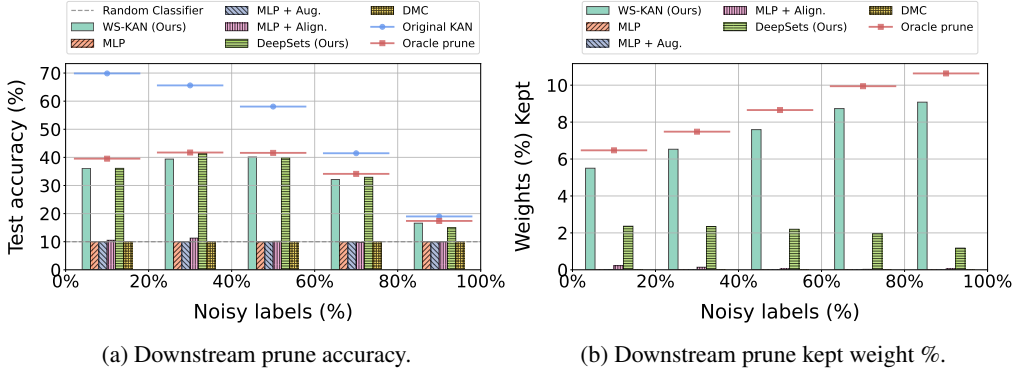 Random Classifier
WS-KAN (Ours)
MLP
MLP + Aug.
MLP + Align.
DeepSets (Ours)
DMC
Original KAN
Oracle prune
Test accuracy (%)
70
60
50
40
30
20
10
0
0% 20% 40% 60% 80% 100%
Noisy labels (%)
(a) Downstream prune accuracy.
WS-KAN (Ours)
MLP
MLP + Aug.
MLP + Align.
DeepSets (Ours)
DMC
Oracle prune
Weights (%) Kept
10
8
6
4
2
0
0% 20% 40% 60% 80% 100%
Noisy labels (%)
(b) Downstream prune kept weight %.